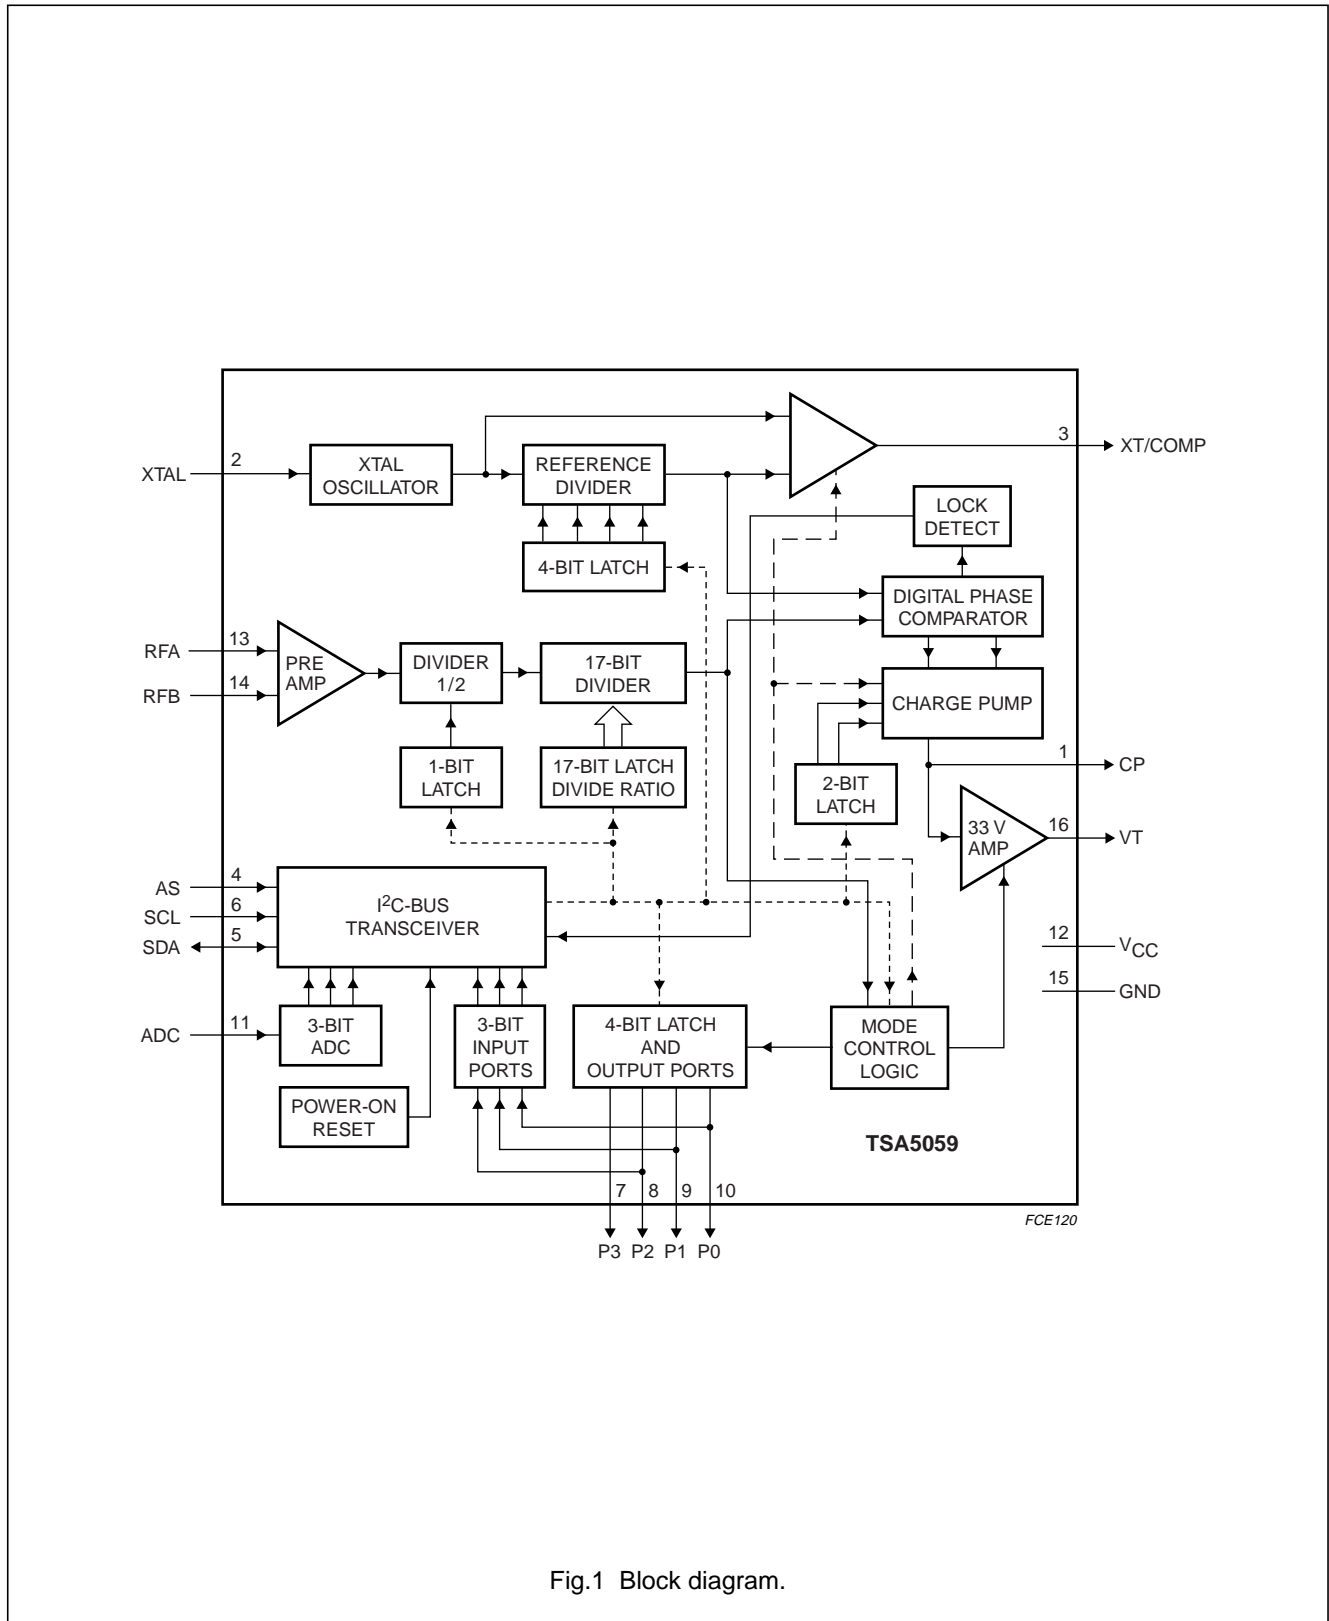 3
XT/COMP
XTAL
2
XTAL
OSCILLATOR
REFERENCE
DIVIDER
LOCK
DETECT
4-BIT LATCH
DIGITAL PHASE
COMPARATOR
RFA
13
RFB
14
PRE
AMP
DIVIDER
1/2
17-BIT
DIVIDER
CHARGE PUMP
1
CP
1-BIT
LATCH
17-BIT LATCH
DIVIDE RATIO
2-BIT
LATCH
33 V
AMP
16
VT
AS
4
SCL
6
SDA
5
I²C-BUS
TRANSCEIVER
12
VCC
15
GND
ADC
11
3-BIT
ADC
3-BIT
INPUT
PORTS
4-BIT LATCH
AND
OUTPUT PORTS
MODE
CONTROL
LOGIC
POWER-ON
RESET
TSA5059
7 8 9 10
FCE120
P3 P2 P1 P0
Fig.1 Block diagram.